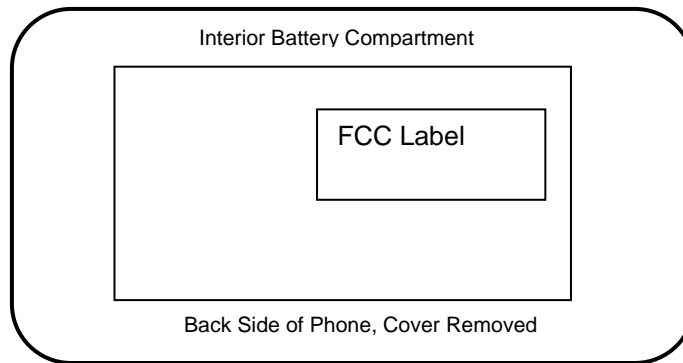 Interior Battery Compartment
FCC Label
Back Side of Phone, Cover Removed